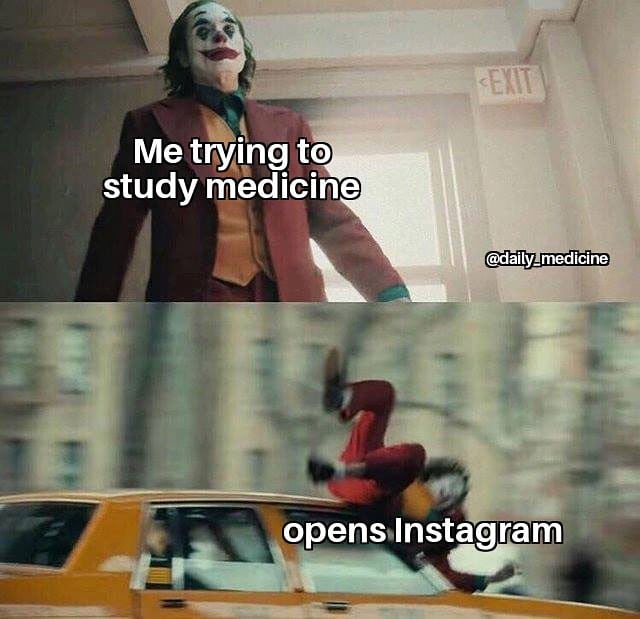 <EXIT
Me trying to
study medicine
@daily_medicine
opens Instagram